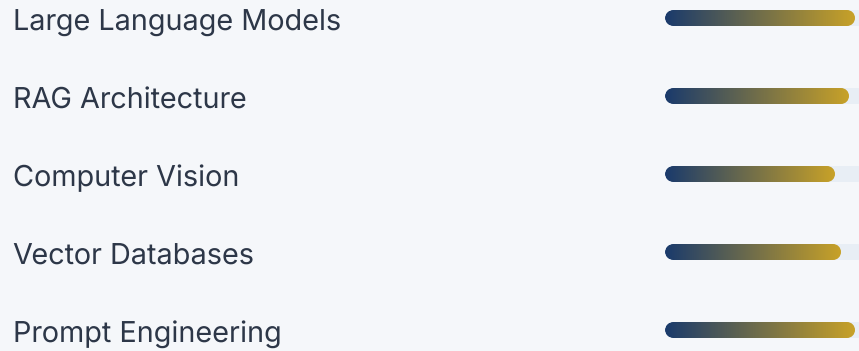 Large Language Models
RAG Architecture
Computer Vision
Vector Databases
Prompt Engineering